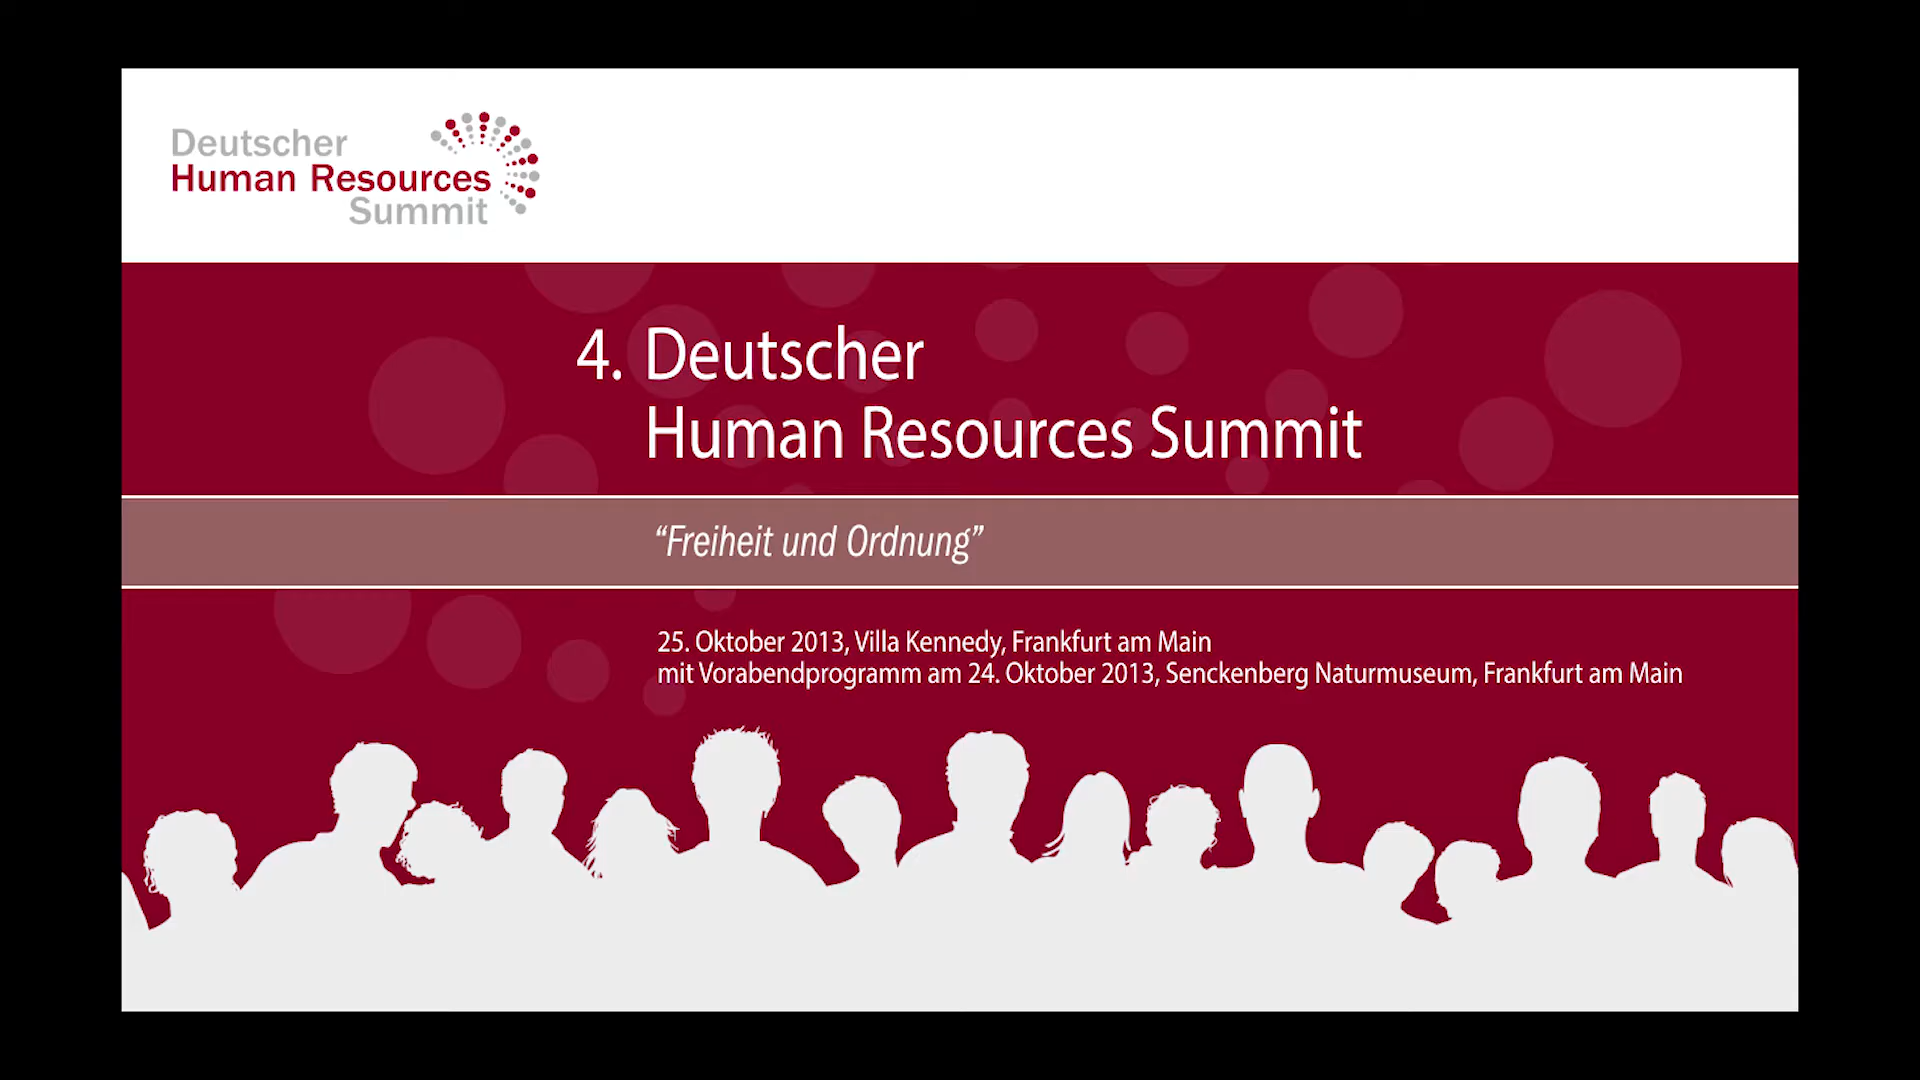 Deutscher
Human Resources
Summit
4. Deutscher
Human Resources Summit
“Freiheit und Ordnung”
25. Oktober 2013, Villa Kennedy, Frankfurt am Main
mit Vorabendprogramm am 24. Oktober 2013, Senckenberg Naturmuseum, Frankfurt am Main